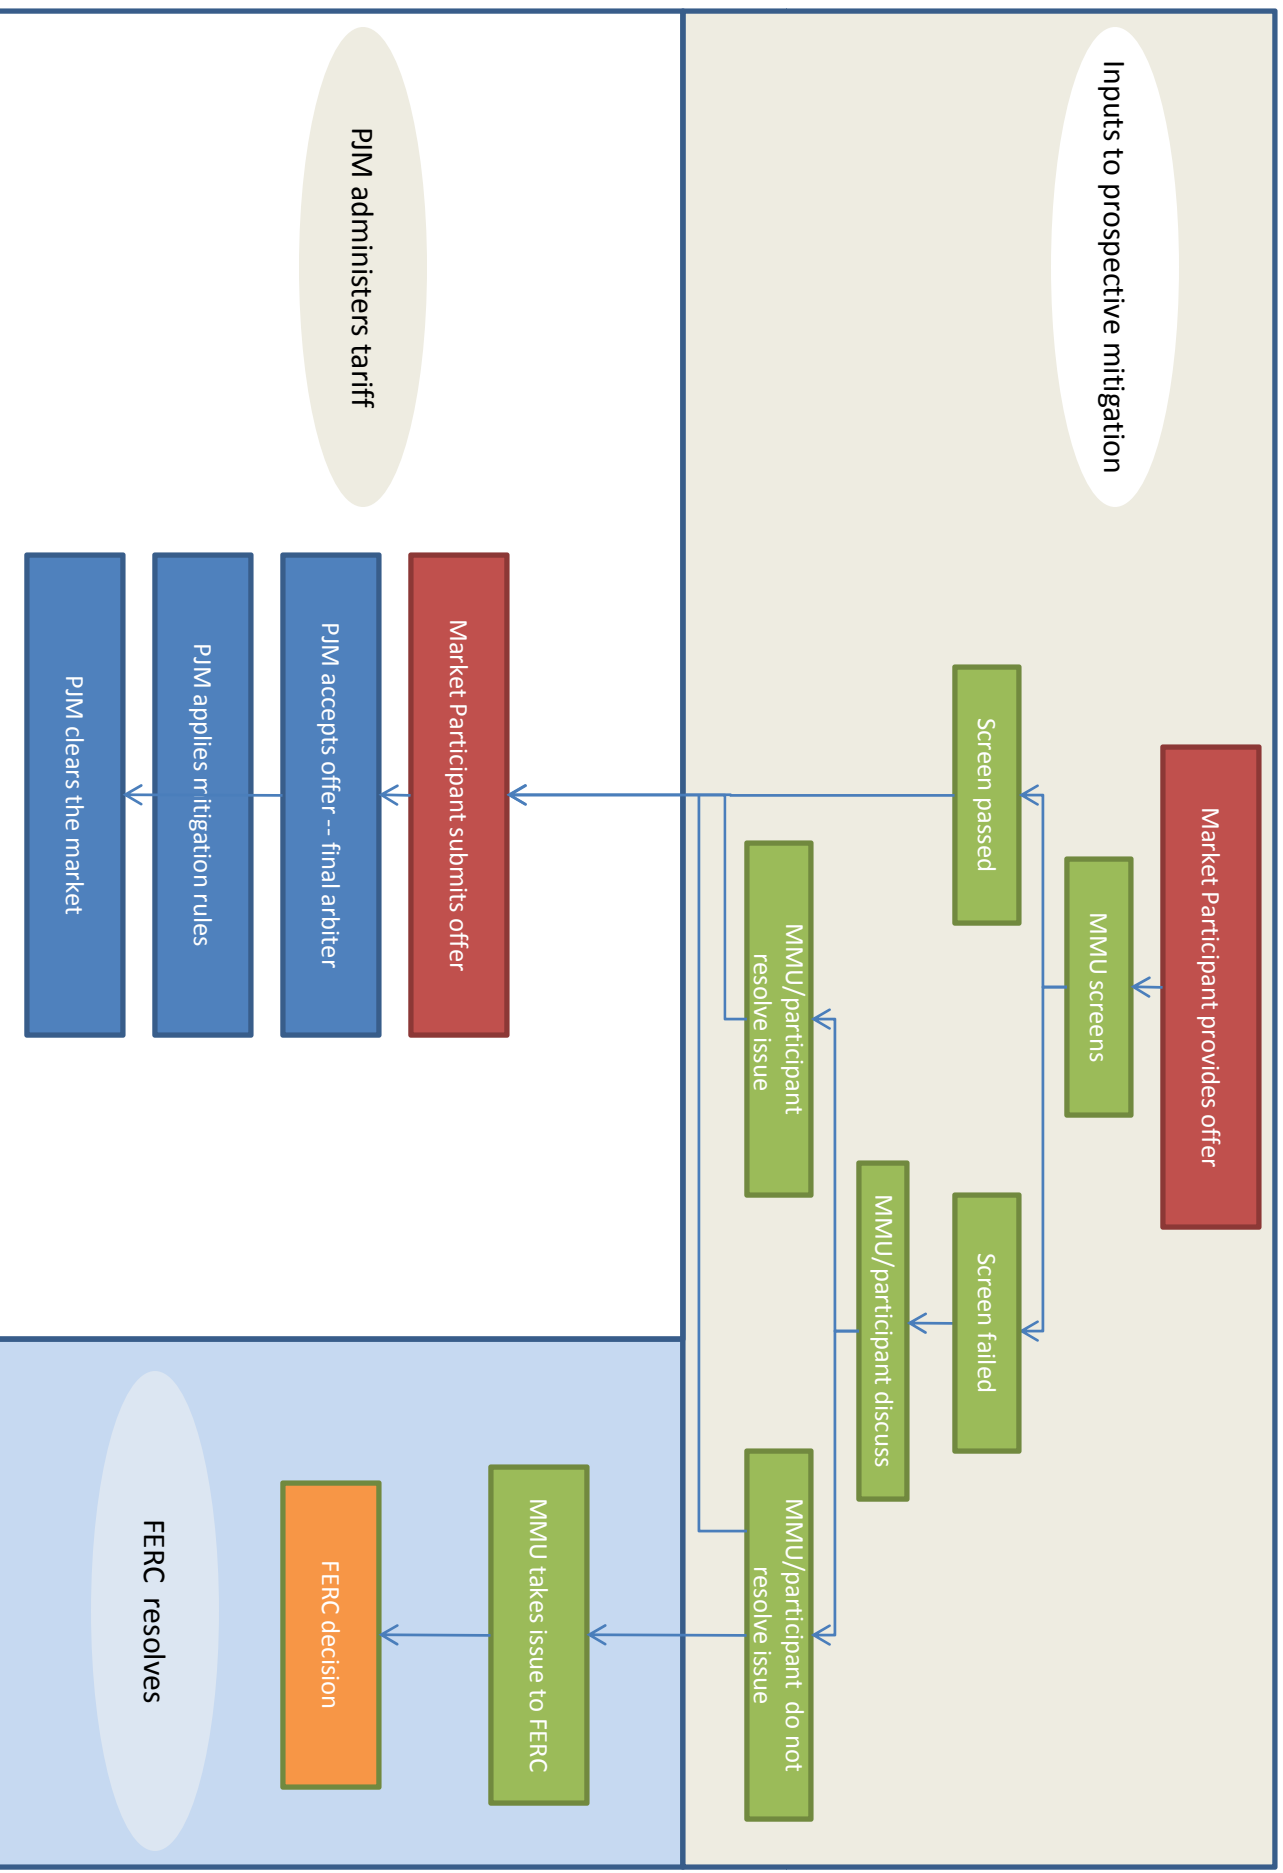 Inputs to prospective mitigation
Market Participant provides offer
MMU screens
Screen passed
Screen failed
MMU/participant discuss
MMU/participant
resolve issue
MMU/participant do not
resolve issue
PJM administers tariff
Market Participant submits offer
PJM accepts offer -- final arbiter
PJM applies mitigation rules
PJM clears the market
MMU takes issue to FERC
FERC decision
FERC resolves